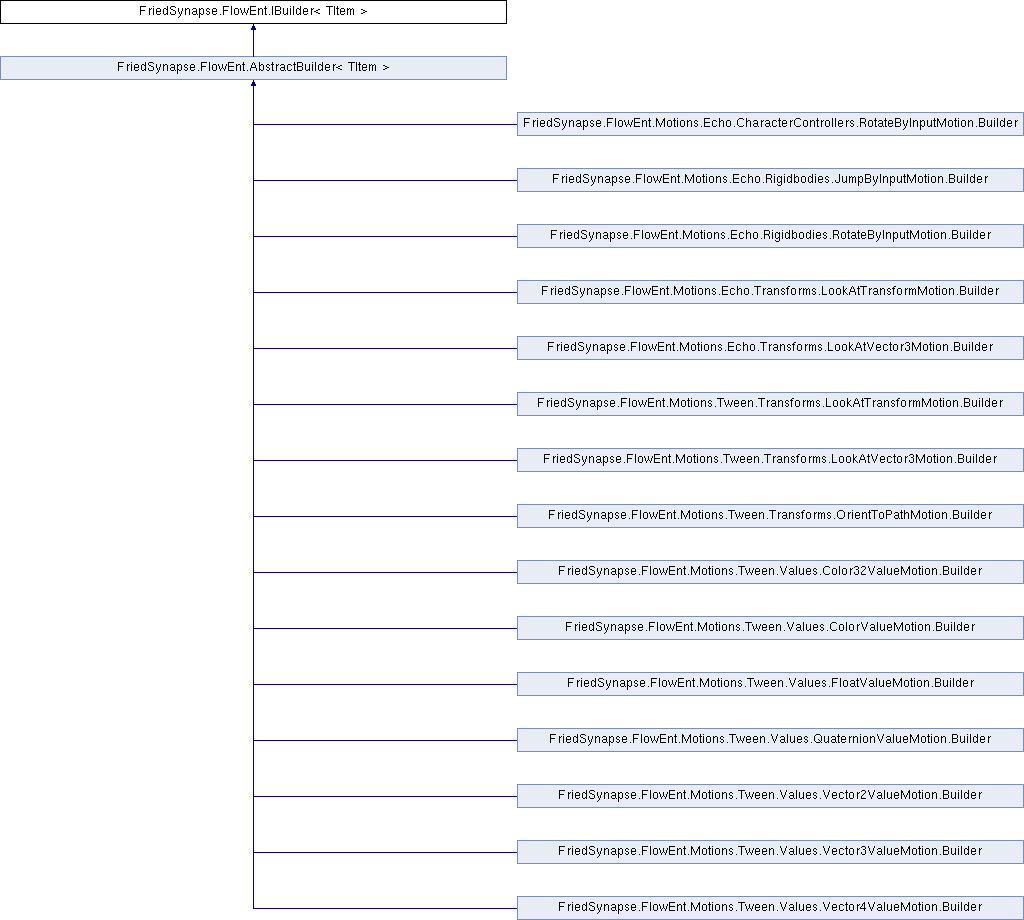 FriedSynapse.FlowEnt.IBuilder< TItem >
FriedSynapse.FlowEnt.AbstractBuilder< TItem >
FriedSynapse.FlowEnt.Motions.Echo.CharacterControllers.RotateByInputMotion.Builder
FriedSynapse.FlowEnt.Motions.Echo.Rigidbodies.JumpByInputMotion.Builder
FriedSynapse.FlowEnt.Motions.Echo.Rigidbodies.RotateByInputMotion.Builder
FriedSynapse.FlowEnt.Motions.Echo.Transforms.LookAtTransformMotion.Builder
FriedSynapse.FlowEnt.Motions.Echo.Transforms.LookAtVector3Motion.Builder
FriedSynapse.FlowEnt.Motions.Tween.Transforms.LookAtTransformMotion.Builder
FriedSynapse.FlowEnt.Motions.Tween.Transforms.LookAtVector3Motion.Builder
FriedSynapse.FlowEnt.Motions.Tween.Transforms.OrientToPathMotion.Builder
FriedSynapse.FlowEnt.Motions.Tween.Values.Color32ValueMotion.Builder
FriedSynapse.FlowEnt.Motions.Tween.Values.ColorValueMotion.Builder
FriedSynapse.FlowEnt.Motions.Tween.Values.FloatValueMotion.Builder
FriedSynapse.FlowEnt.Motions.Tween.Values.QuaternionValueMotion.Builder
FriedSynapse.FlowEnt.Motions.Tween.Values.Vector2ValueMotion.Builder
FriedSynapse.FlowEnt.Motions.Tween.Values.Vector3ValueMotion.Builder
FriedSynapse.FlowEnt.Motions.Tween.Values.Vector4ValueMotion.Builder